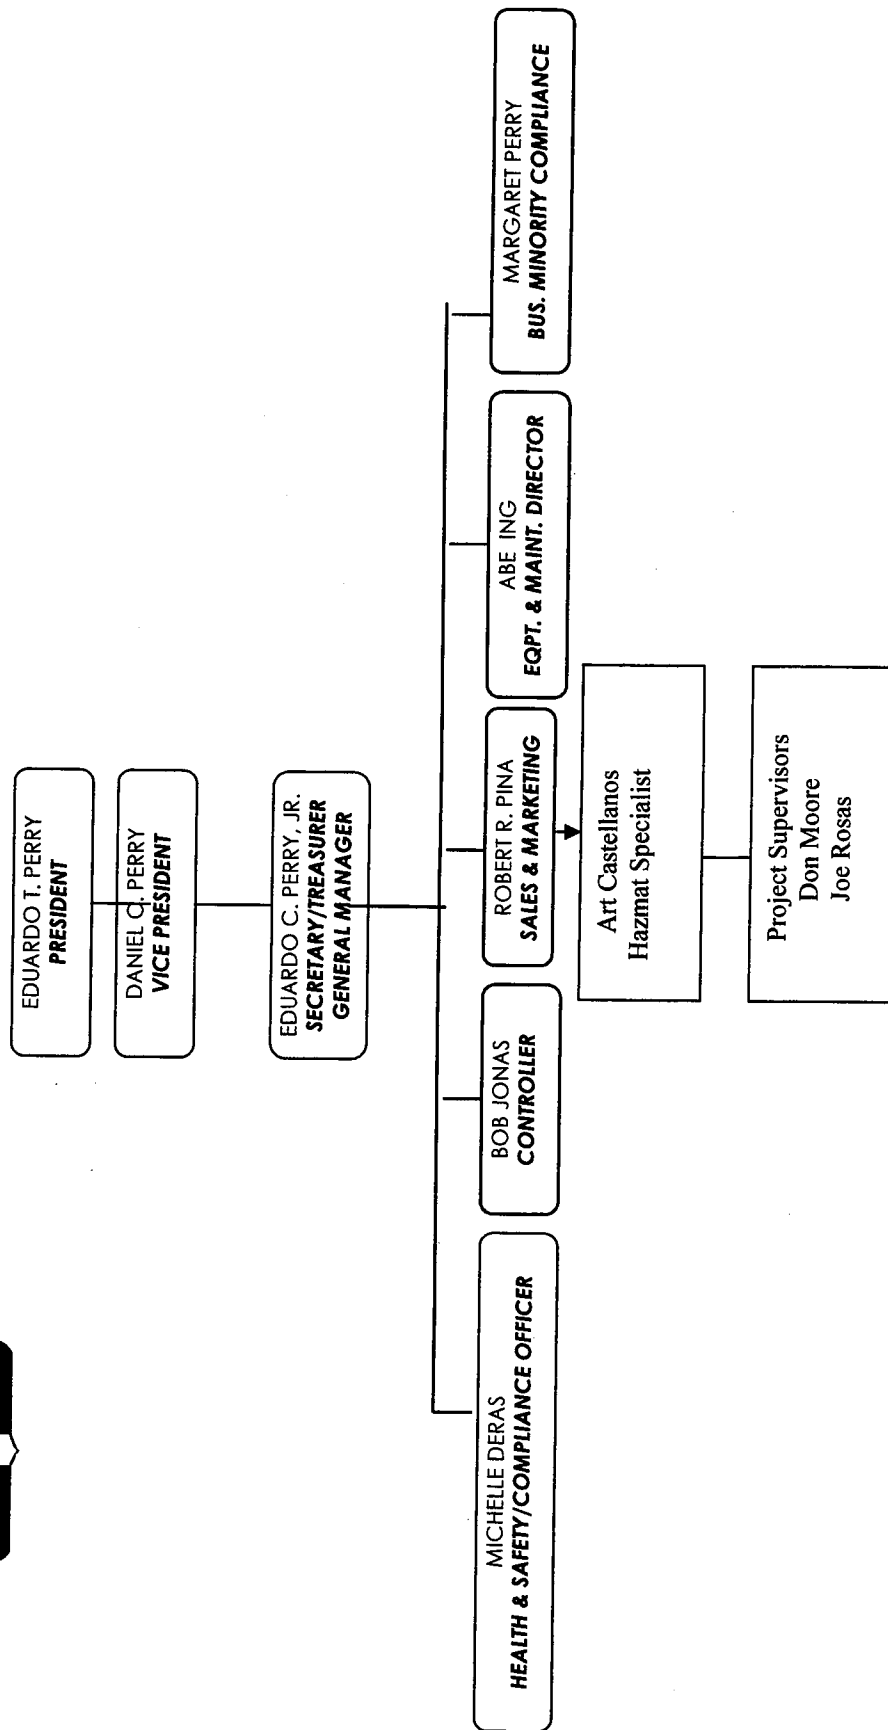 EDUARDO T. PERRY
PRESIDENT
DANIEL C. PERRY
VICE PRESIDENT
EDUARDO C. PERRY, JR.
SECRETARY/TREASURER
GENERAL MANAGER
MICHELLE DERAS
HEALTH & SAFETY/COMPLIANCE OFFICER
BOB JONAS
CONTROLLER
ROBERT R. PINA
SALES & MARKETING
ABE ING
EQPT. & MAINT. DIRECTOR
MARGARET PERRY
BUS. MINORITY COMPLIANCE
Art Castellanos
Hazmat Specialist
Project Supervisors
Don Moore
Joe Rosas